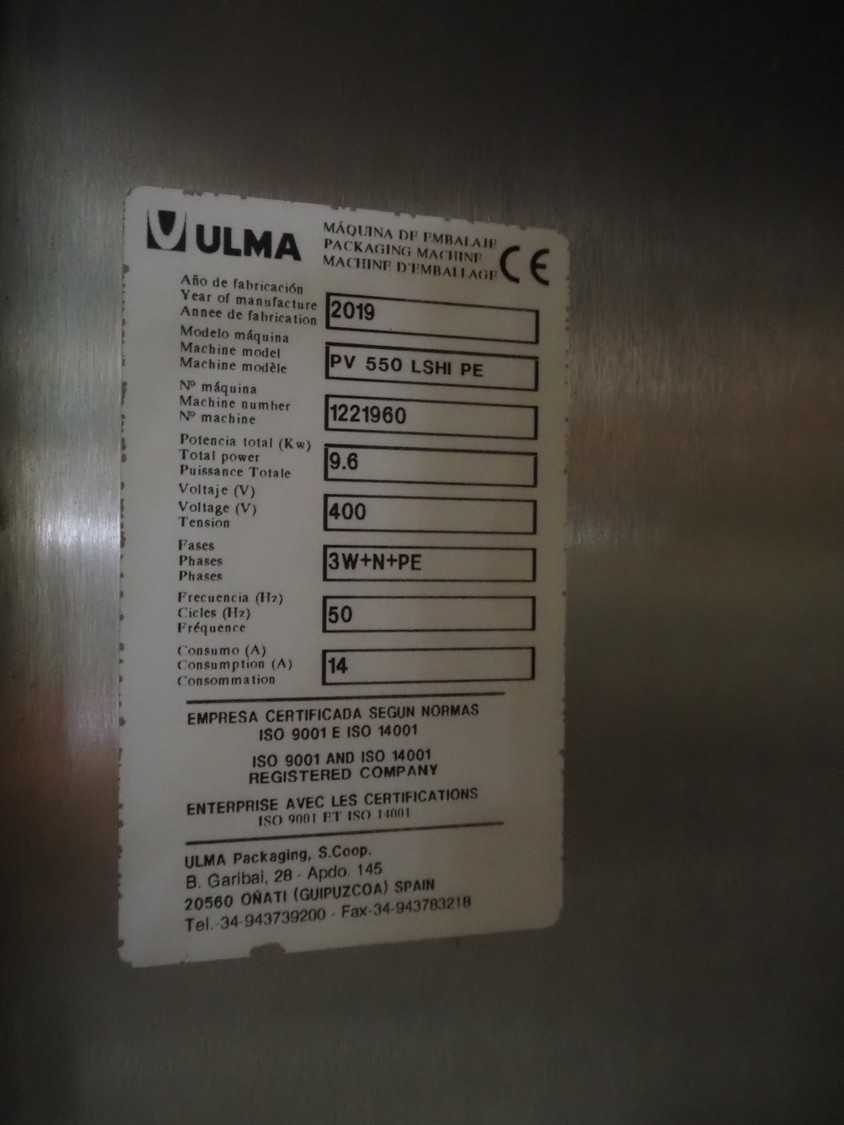 ULMA
MÁQUINA DE EMBALAJE
PACKAGING MACHINE
MACHINE D'EMBALLAGE
CE
Año de fabricación
Year of manufacture
Annee de fabrication
2019
Modelo máquina
Machine model
Machine modèle
PV 550 LSHI PE
Nº máquina
Machine number
Nº machine
1221960
Potencia total (Kw)
Total power
Puissance Totale
9.6
Voltaje (V)
Voltage (V)
Tension
400
Fases
Phases
Phases
3W+N+PE
Frecuencia (Hz)
Cicles (Hz)
Fréquence
50
Consumo (A)
Consumption (A)
Consommation
14
EMPRESA CERTIFICADA SEGUN NORMAS
ISO 9001 E ISO 14001
ISO 9001 AND ISO 14001
REGISTERED COMPANY
ENTERPRISE AVEC LES CERTIFICATIONS
ISO 9001 ET ISO 14001
ULMA Packaging, S.Coop.
B. Garibai, 28 - Apdo. 145
20560 OÑATI (GUIPUZCOA) SPAIN
Tel.-34-943739200 - Fax-34-943783218